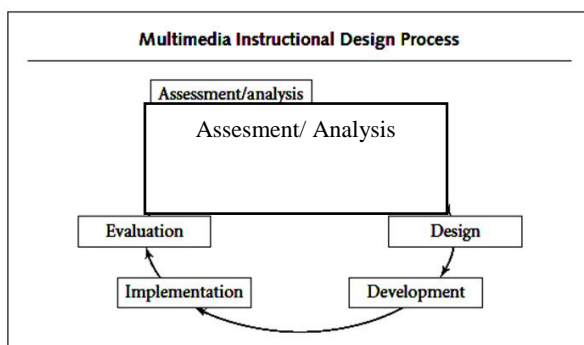 Multimedia Instructional Design Process
Assessment/analysis
Assesment/ Analysis
Evaluation
Design
Implementation
Development